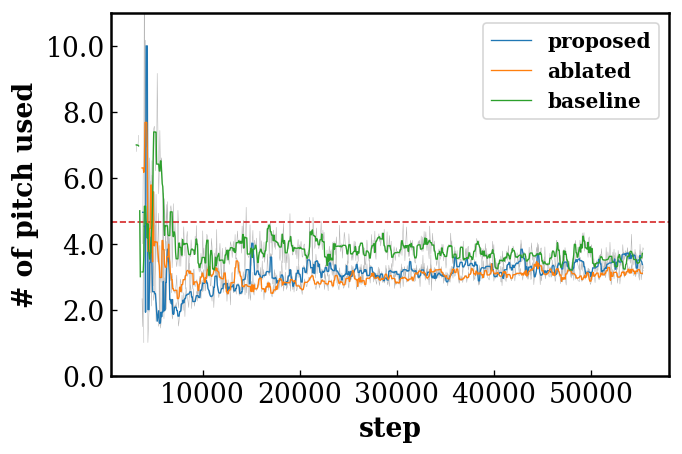 proposed
ablated
baseline
# of pitch used
10.0
8.0
6.0
4.0
2.0
0.0
10000 20000 30000 40000 50000
step